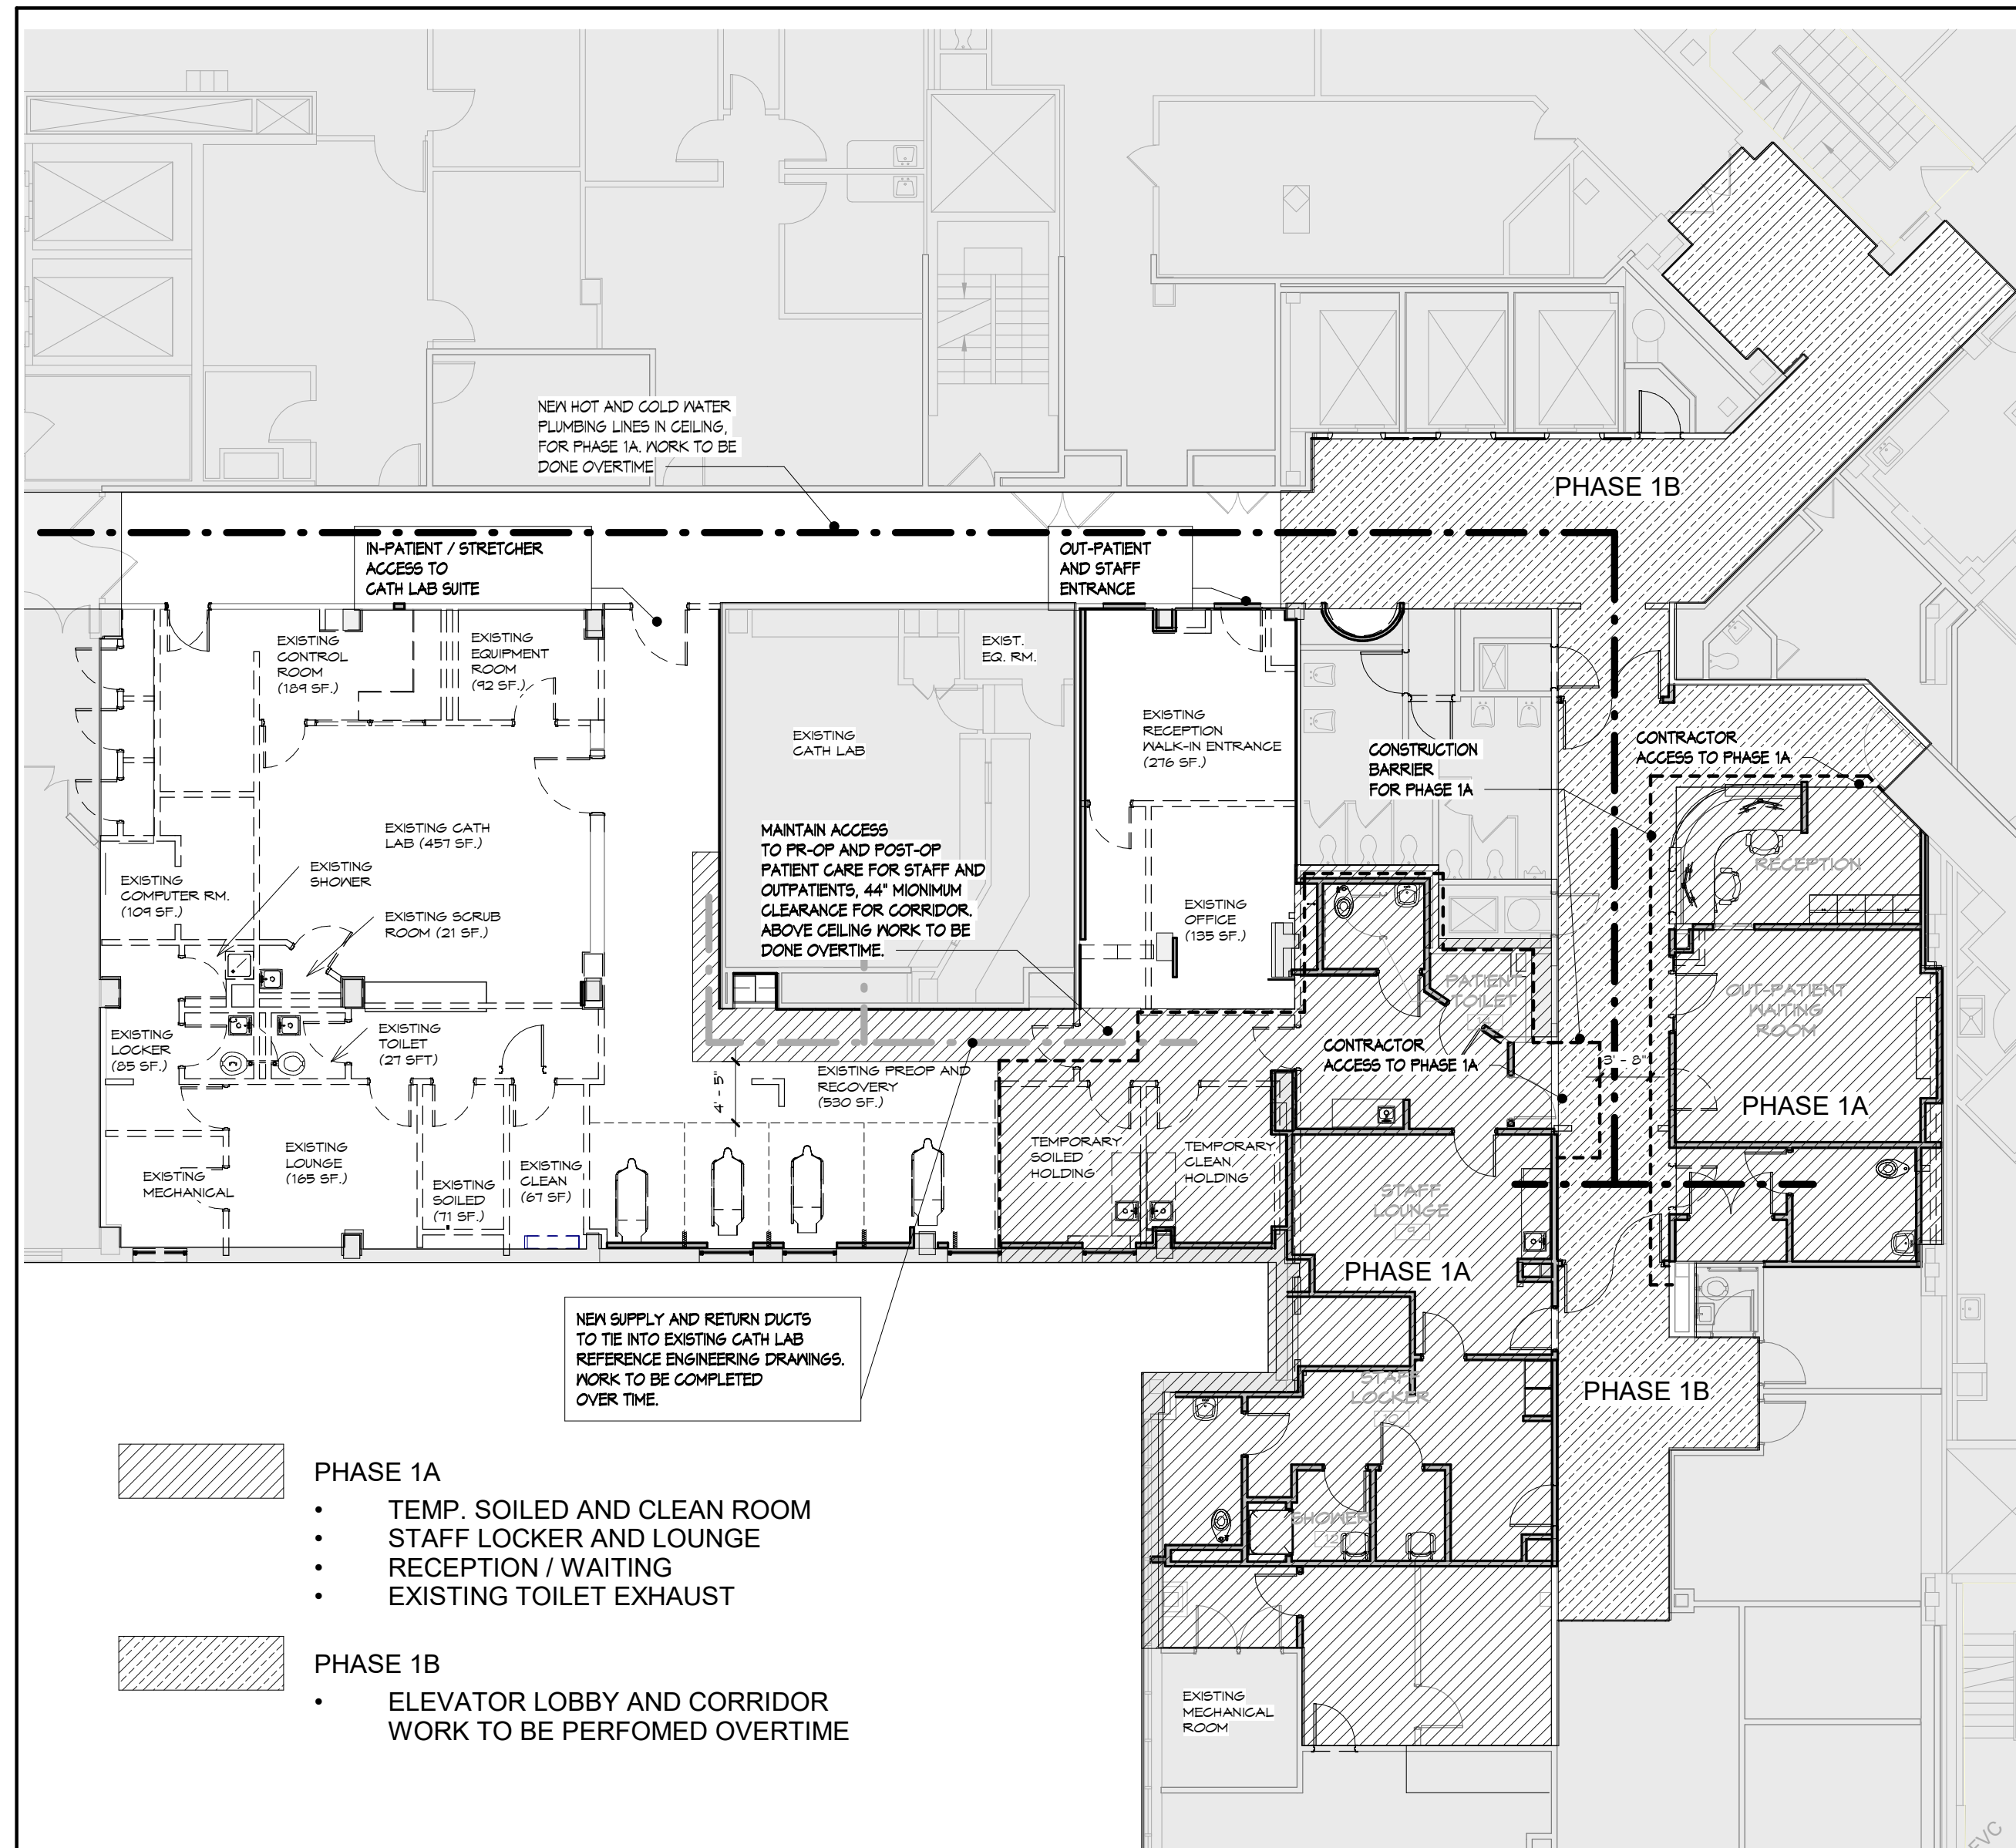 NEW HOT AND COLD WATER
PLUMBING LINES IN CEILING,
FOR PHASE 1A. WORK TO BE
DONE OVERTIME
PHASE 1B
IN-PATIENT / STRETCHER
ACCESS TO
CATH LAB SUITE
OUT-PATIENT
AND STAFF
ENTRANCE
EXISTING
CONTROL
ROOM
(189 SF.)
EXISTING
EQUIPMENT
ROOM
(92 SF.)
EXIST.
EQ. RM.
EXISTING
CATH LAB
EXISTING
RECEPTION
WALK-IN ENTRANCE
(276 SF.)
CONSTRUCTION
BARRIER
FOR PHASE 1A
CONTRACTOR
ACCESS TO PHASE 1A
EXISTING CATH
LAB (457 SF.)
EXISTING
SHOWER
EXISTING
COMPUTER RM.
(109 SF.)
EXISTING SCRUB
ROOM (21 SF.)
MAINTAIN ACCESS
TO PR-OP AND POST-OP
PATIENT CARE FOR STAFF AND
OUTPATIENTS, 44" MIONIMUM
CLEARANCE FOR CORRIDOR.
ABOVE CEILING WORK TO BE
DONE OVERTIME.
EXISTING
OFFICE
(135 SF.)
RECEPTION
PATIENT
TOILET
OUT-PATIENT
WAITING
ROOM
EXISTING
LOCKER
(85 SF.)
EXISTING
TOILET
(27 SFT)
CONTRACTOR
ACCESS TO PHASE 1A
3' - 8"
4' - 5"
EXISTING PREOP AND
RECOVERY
(530 SF.)
PHASE 1A
TEMPORARY
SOILED
HOLDING
TEMPORARY
CLEAN
HOLDING
EXISTING
MECHANICAL
EXISTING
LOUNGE
(165 SF.)
EXISTING
SOILED
(71 SF.)
EXISTING
CLEAN
(67 SF)
STAFF
LOUNGE
9
PHASE 1A
NEW SUPPLY AND RETURN DUCTS
TO TIE INTO EXISTING CATH LAB
REFERENCE ENGINEERING DRAWINGS.
WORK TO BE COMPLETED
OVER TIME.
STAFF
LOCKER
10
PHASE 1B
SHOWER
12
EXISTING
MECHANICAL
ROOM
PHASE 1A
• TEMP. SOILED AND CLEAN ROOM
• STAFF LOCKER AND LOUNGE
• RECEPTION / WAITING
• EXISTING TOILET EXHAUST
PHASE 1B
• ELEVATOR LOBBY AND CORRIDOR
WORK TO BE PERFOMED OVERTIME